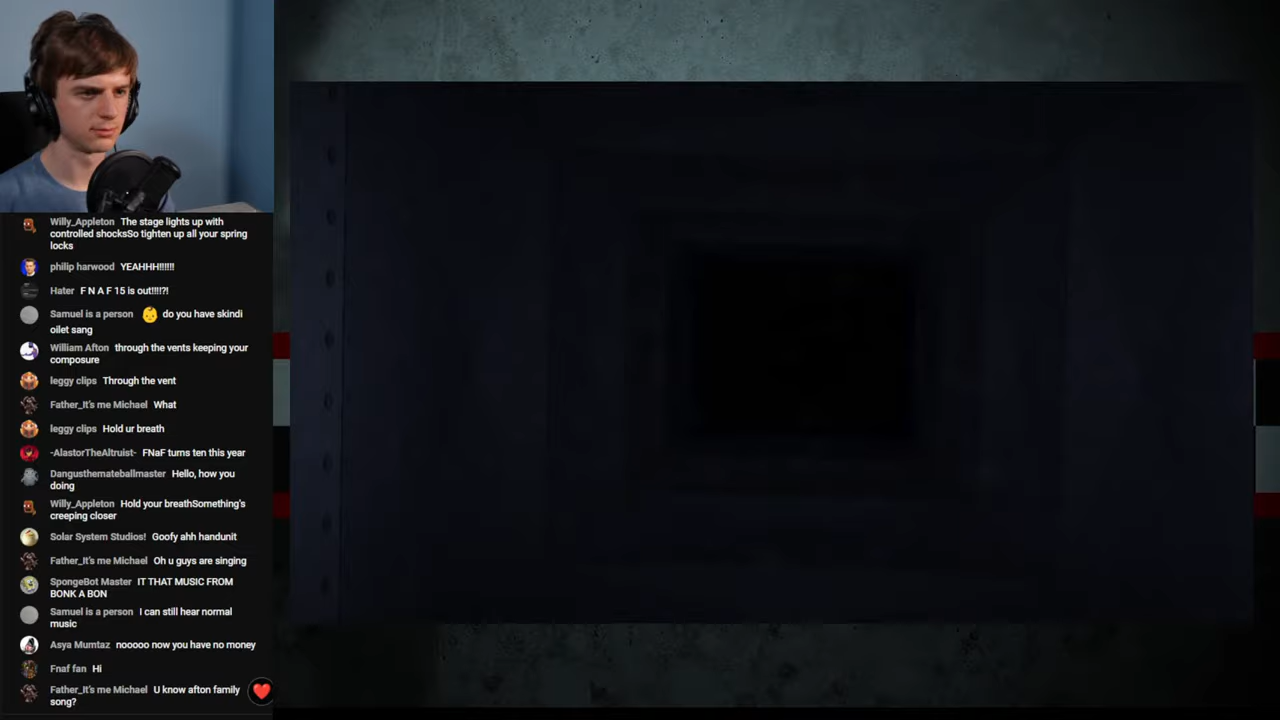 Willy_Appleton The stage lights up with
controlled shocksSo tighten up all your spring
locks
philip harwood YEAHHH!!!!!!
Hater F N A F 15 is out!!!!?!
Samuel is a person 👶 do you have skindi
oilet sang
William Afton through the vents keeping your
composure
leggy clips Through the vent
Father_It's me Michael What
leggy clips Hold ur breath
-AlastorTheAltruist- FNaF turns ten this year
Dangusthemateballmaster Hello, how you
doing
Willy_Appleton Hold your breathSomething's
creeping closer
Solar System Studios! Goofy ahh handunit
Father_It's me Michael Oh u guys are singing
SpongeBot Master IT THAT MUSIC FROM
BONK A BON
Samuel is a person I can still hear normal
music
Asya Mumtaz nooooo now you have no money
Fnaf fan Hi
Father_It's me Michael U know afton family
song?